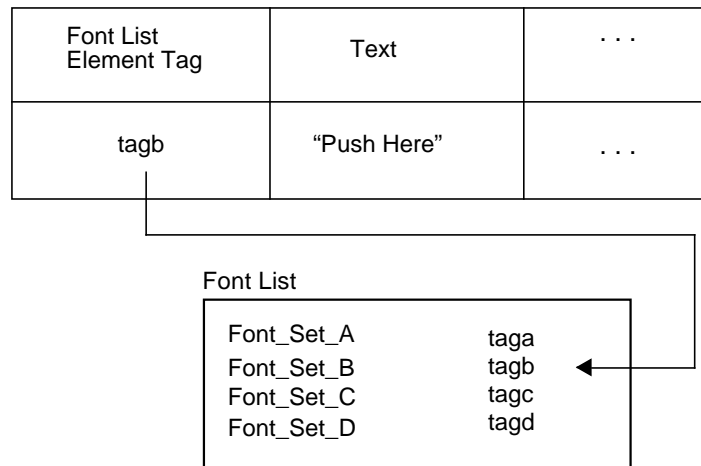 Font List
Element Tag
Text
. . .
tagb
“Push Here”
. . .
Font List
Font_Set_A taga
Font_Set_B tagb
Font_Set_C tagc
Font_Set_D tagd